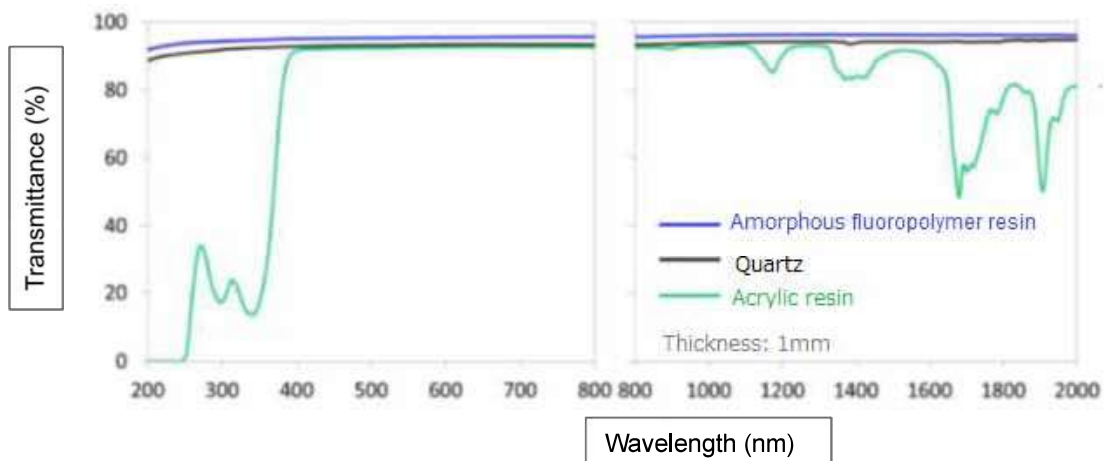 100
80
60
40
20
0
Transmittance (%)
200 300 400 500 600 700 800
800 1000 1200 1400 1600 1800 2000
Amorphous fluoropolymer resin
Quartz
Acrylic resin
Thickness: 1mm
Wavelength (nm)